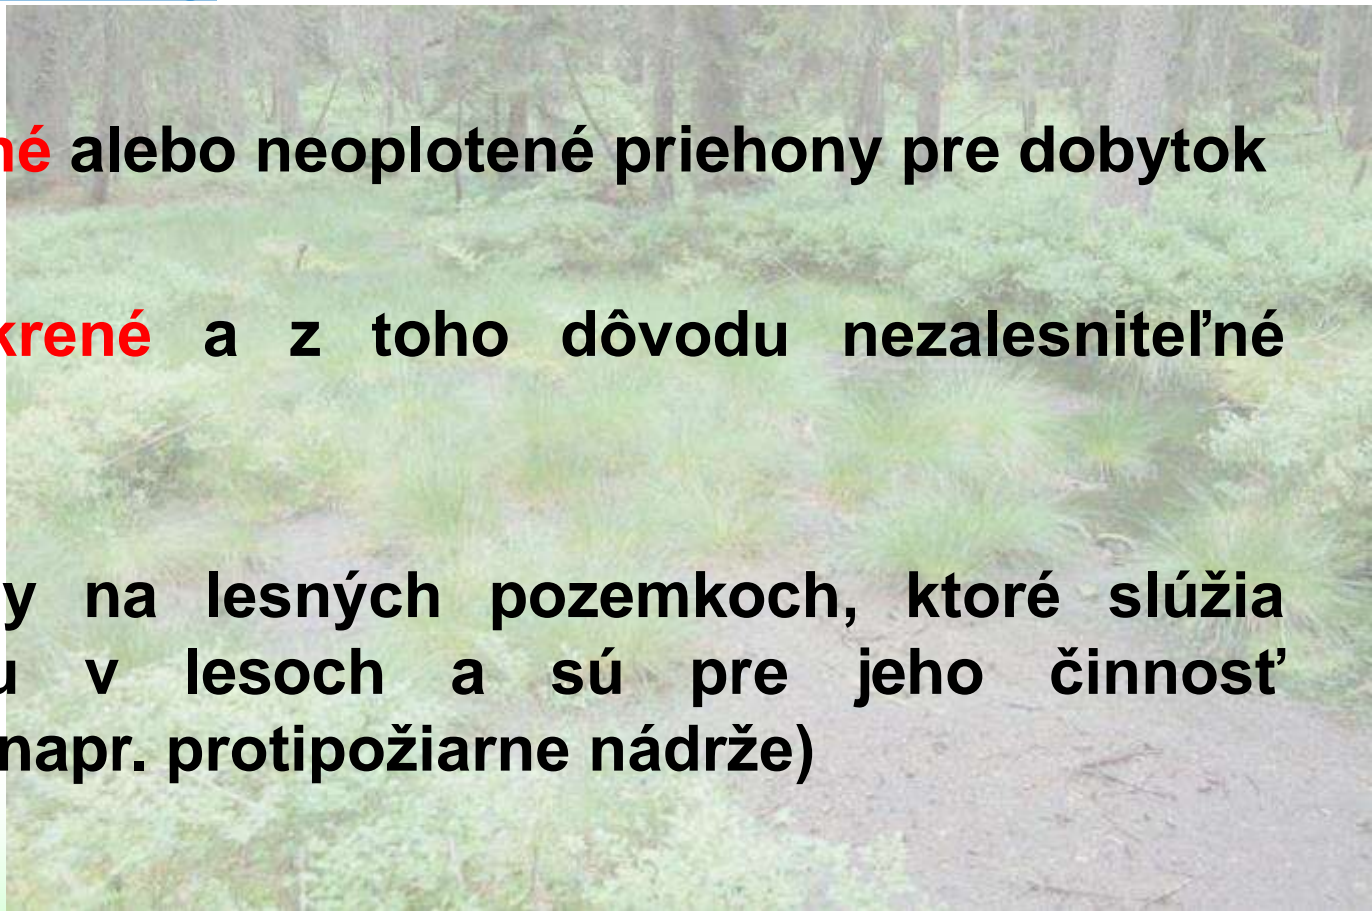 né alebo neoplotené priehony pre dobytok
krené a z toho dôvodu nezalesniteľné
y na lesných pozemkoch, ktoré slúžia
u v lesoch a sú pre jeho činnosť
napr. protipožiarne nádrže)